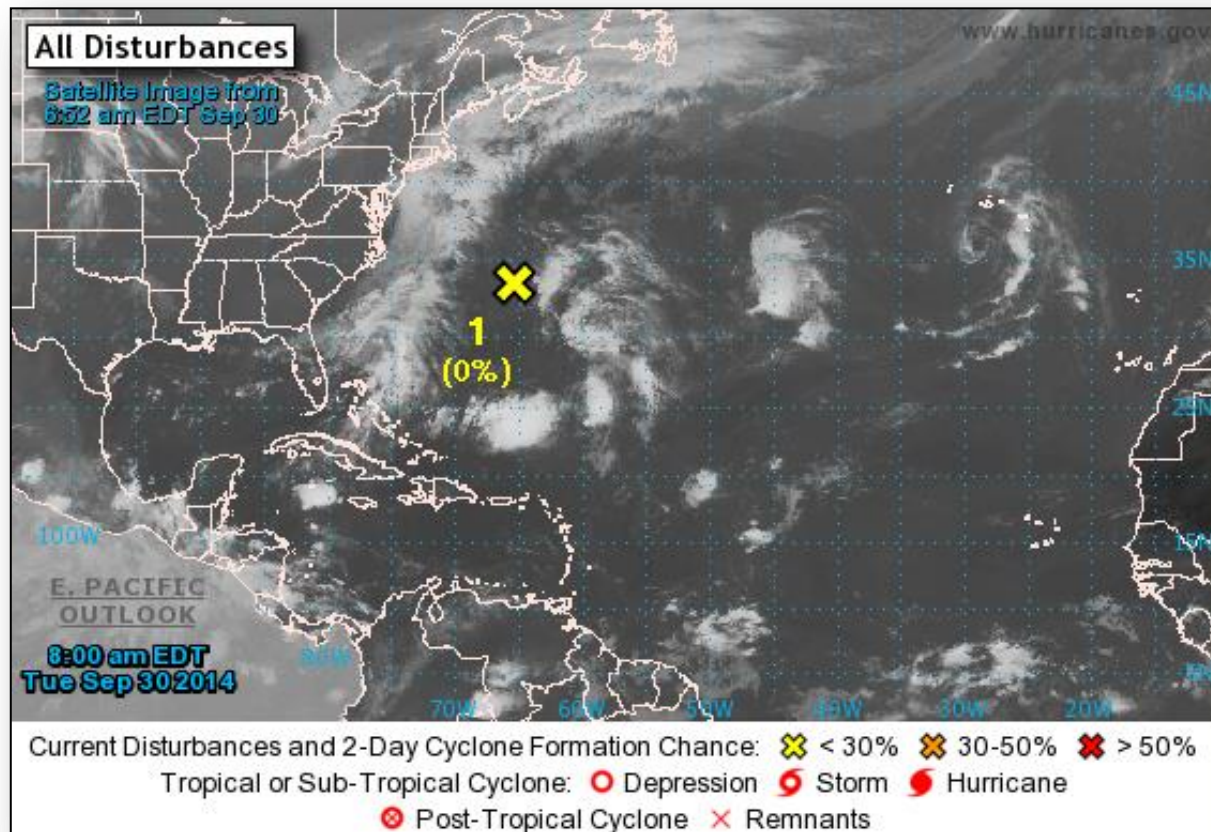 All Disturbances
www.hurricanes.gov
Satellite Image from
6:52 am EDT Sep 30
45N
35N
1
(0%)
25N
100W
15N
E. PACIFIC
OUTLOOK
8:00 am EDT
Tue Sep 30 2014
80W
5N
70W 60W 50W 40W 30W 20W
Current Disturbances and 2-Day Cyclone Formation Chance: < 30% 30-50% > 50%
Tropical or Sub-Tropical Cyclone: Depression Storm Hurricane
Post-Tropical Cyclone Remnants